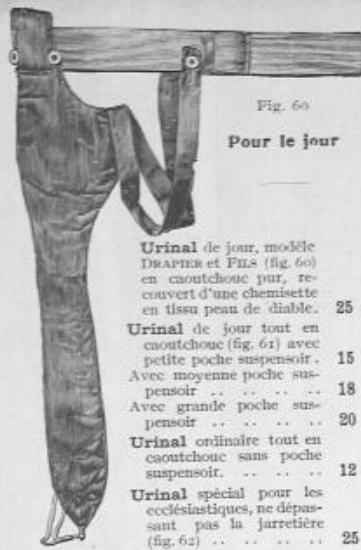 Fig. 60
Pour le jour
Urinal de jour, modèle
DRAPIER et FILS (fig. 60)
en caoutchouc pur, re-
couvert d'une chemisette
en tissu peau de diable. 25
Urinal de jour tout en
caoutchouc (fig. 61) avec
petite poche suspensoir. 15
Avec moyenne poche sus-
pensoir .. .. .. .. 18
Avec grande poche sus-
pensoir .. .. .. .. 20
Urinal ordinaire tout en
caoutchouc sans poche
suspensoir. .. .. .. 12
Urinal spécial pour les
ecclésiastiques, ne dépas-
sant pas la jarretière
(fig. 62) .. .. .. .. 25